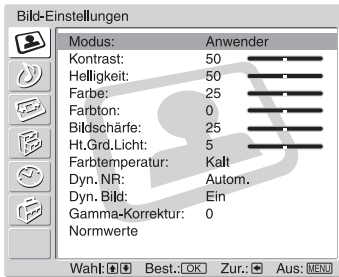 Bild-Einstellungen
Modus: Anwender
Kontrast: 50
Helligkeit: 50
Farbe: 25
Farbton: 0
Bildschärfe: 25
Ht.Grd.Licht: 5
Farbtemperatur: Kalt
Dyn. NR: Autom.
Dyn. Bild: Ein
Gamma-Korrektur: 0
Normwerte
Wahl: Best.: OK Zur.: Aus: MENU